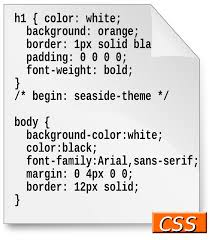 h1 { color: white;
background: orange;
border: 1px solid bla
padding: 0 0 0 0;
font-weight: bold;
}
/* begin: seaside-theme */
body {
background-color:white;
color:black;
font-family:Arial,sans-serif;
margin: 0 4px 0 0;
border: 12px solid;
}
CSS